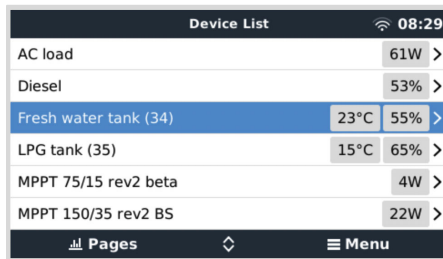 Device List 08:29
AC load 61W
Diesel 53%
Fresh water tank (34) 23°C 55%
LPG tank (35) 15°C 65%
MPPT 75/15 rev2 beta 4W
MPPT 150/35 rev2 BS 22W
Pages Menu